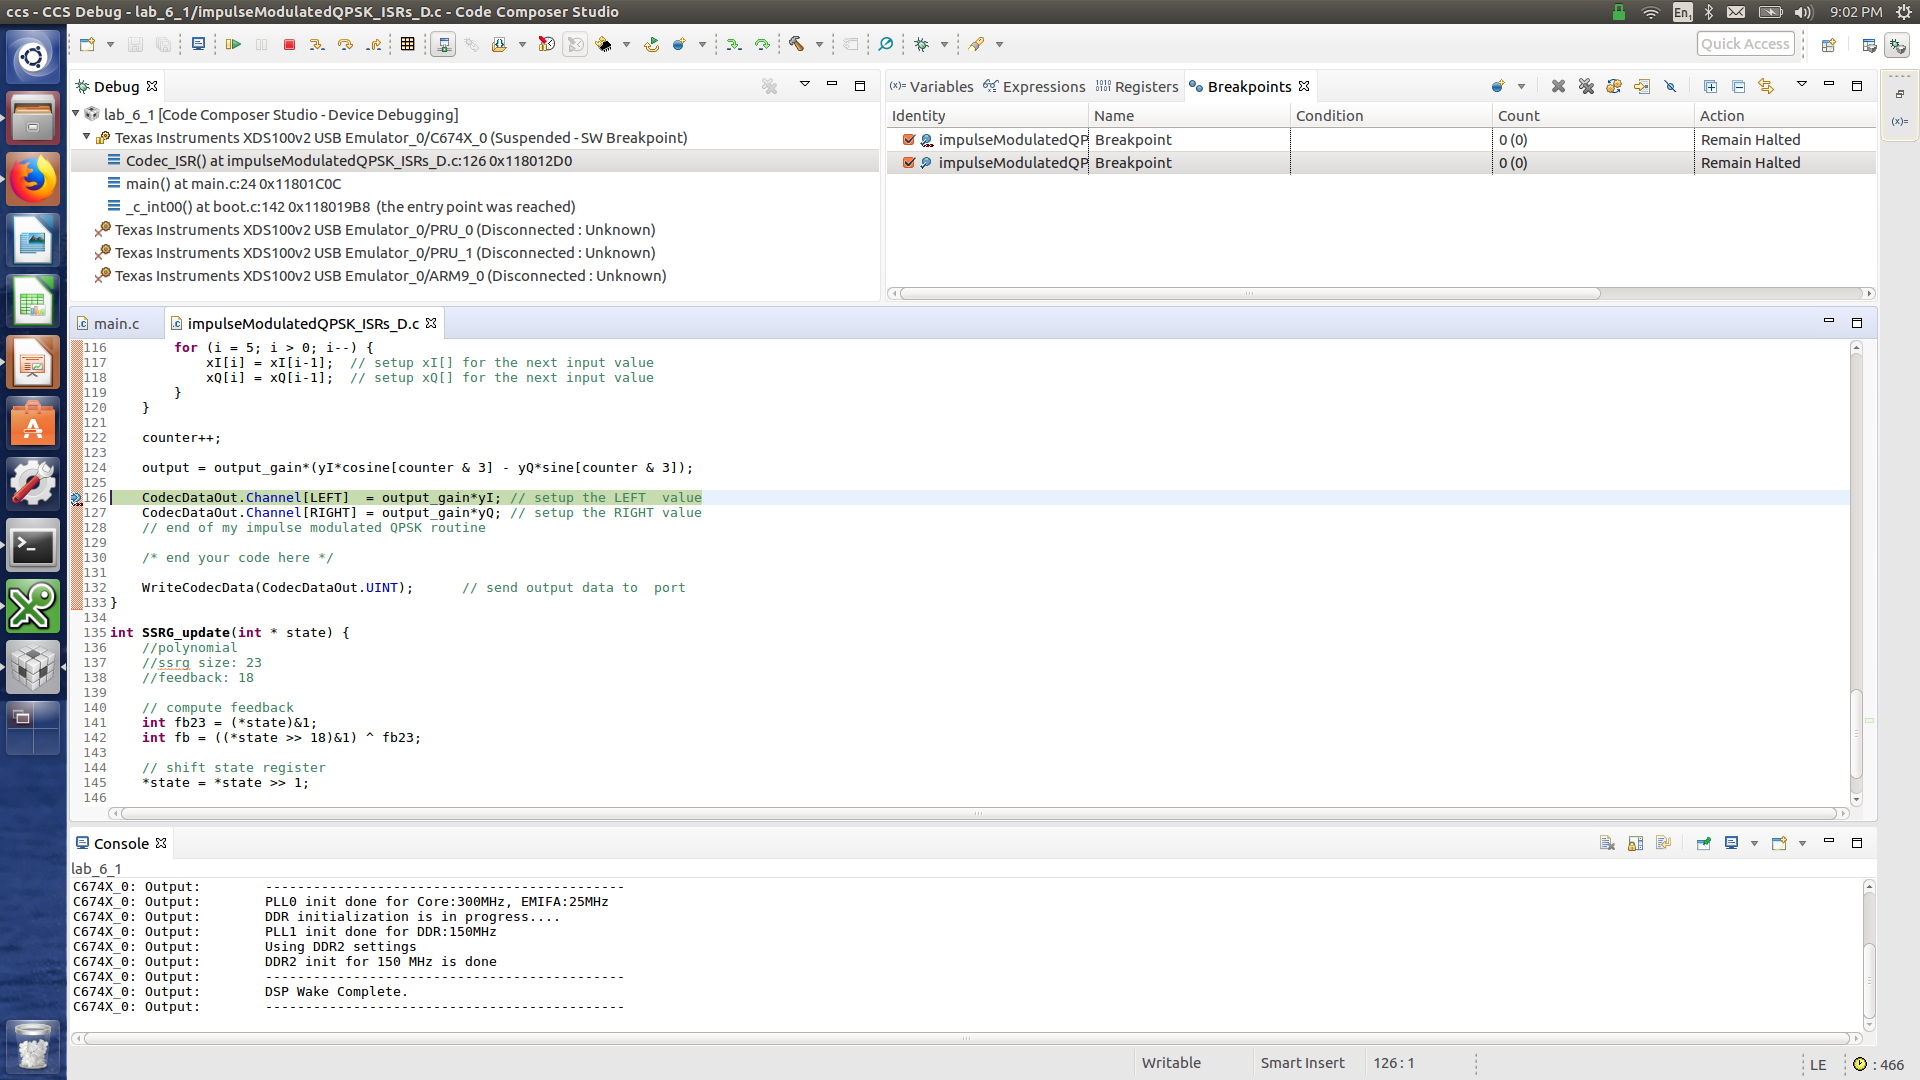 ccs - CCS Debug - lab_6_1/impulseModulatedQPSK_ISRs_D.c - Code Composer Studio
En1
9:02 PM
Quick Access
Debug
lab_6_1 [Code Composer Studio - Device Debugging]
Texas Instruments XDS100v2 USB Emulator_0/C674X_0 (Suspended - SW Breakpoint)
Codec_ISR() at impulseModulatedQPSK_ISRs_D.c:126 0x118012D0
main() at main.c:24 0x11801C0C
_c_int00() at boot.c:142 0x118019B8 (the entry point was reached)
Texas Instruments XDS100v2 USB Emulator_0/PRU_0 (Disconnected : Unknown)
Texas Instruments XDS100v2 USB Emulator_0/PRU_1 (Disconnected : Unknown)
Texas Instruments XDS100v2 USB Emulator_0/ARM9_0 (Disconnected : Unknown)
(x)= Variables Expressions 1010 0101 Registers Breakpoints
Identity Name Condition Count Action
impulseModulatedQP Breakpoint 0 (0) Remain Halted
impulseModulatedQP Breakpoint 0 (0) Remain Halted
(x)=
main.c impulseModulatedQPSK_ISRs_D.c
116 for (i = 5; i > 0; i--) {
117 xI[i] = xI[i-1]; // setup xI[] for the next input value
118 xQ[i] = xQ[i-1]; // setup xQ[] for the next input value
119 }
120 }
121
122 counter++;
123
124 output = output_gain*(yI*cosine[counter & 3] - yQ*sine[counter & 3]);
125
126 CodecDataOut.Channel[LEFT] = output_gain*yI; // setup the LEFT value
127 CodecDataOut.Channel[RIGHT] = output_gain*yQ; // setup the RIGHT value
128 // end of my impulse modulated QPSK routine
129
130 /* end your code here */
131
132 WriteCodecData(CodecDataOut.UINT); // send output data to port
133 }
134
135 int SSRG_update(int * state) {
136 //polynomial
137 //ssrg size: 23
138 //feedback: 18
139
140 // compute feedback
141 int fb23 = (*state)&1;
142 int fb = ((*state >> 18)&1) ^ fb23;
143
144 // shift state register
145 *state = *state >> 1;
146
Console
lab_6_1
C674X_0: Output: ---------------------------------------------
C674X_0: Output: PLL0 init done for Core:300MHz, EMIFA:25MHz
C674X_0: Output: DDR initialization is in progress....
C674X_0: Output: PLL1 init done for DDR:150MHz
C674X_0: Output: Using DDR2 settings
C674X_0: Output: DDR2 init for 150 MHz is done
C674X_0: Output: ---------------------------------------------
C674X_0: Output: DSP Wake Complete.
C674X_0: Output: ---------------------------------------------
Writable Smart Insert 126 : 1 LE : 466